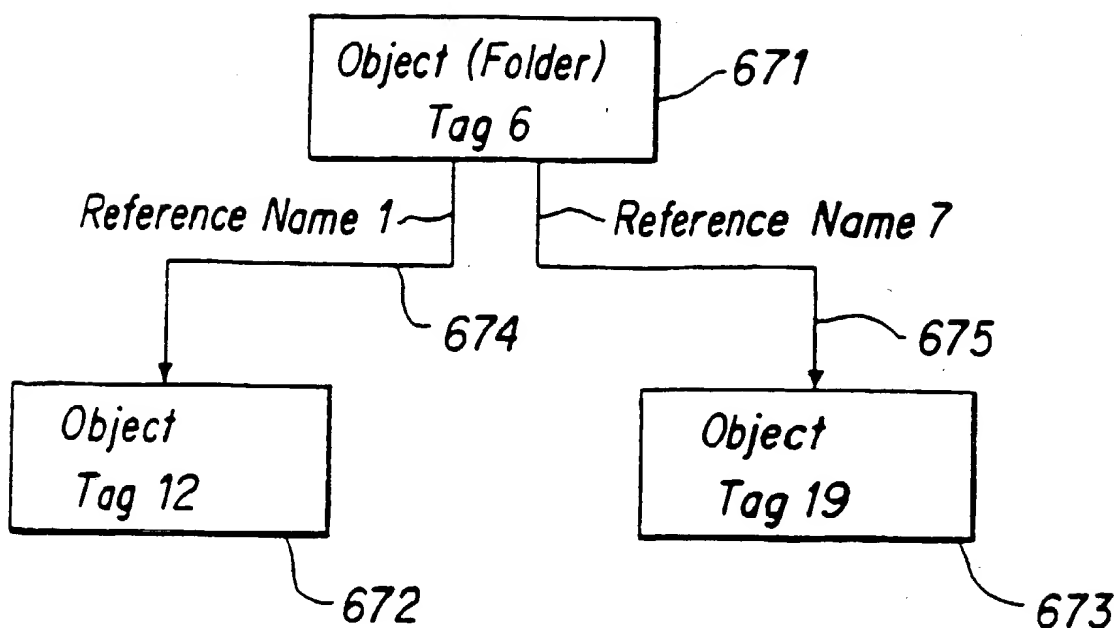 Object (Folder)
Tag 6
671
Reference Name 1
Reference Name 7
674
675
Object
Tag 12
Object
Tag 19
672
673